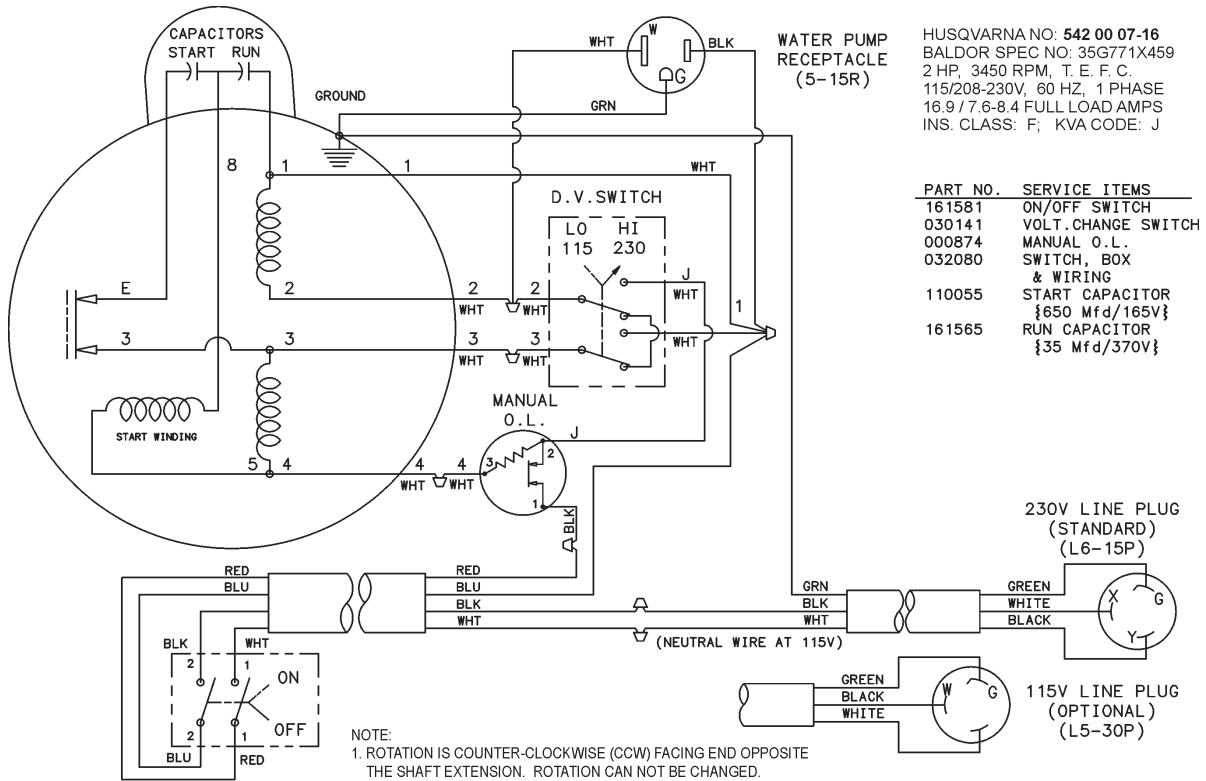 CAPACITORS
START RUN
GROUND
WHT
W
BLK
G
GRN
WATER PUMP
RECEPTACLE
(5-15R)
HUSQVARNA NO: 542 00 07-16
BALDOR SPEC NO: 35G771X459
2 HP, 3450 RPM, T. E. F. C.
115/208-230V, 60 HZ, 1 PHASE
16.9 / 7.6-8.4 FULL LOAD AMPS
INS. CLASS: F; KVA CODE: J
PART NO. SERVICE ITEMS
161581 ON/OFF SWITCH
030141 VOLT.CHANGE SWITCH
000874 MANUAL O.L.
032080 SWITCH, BOX
& WIRING
110055 START CAPACITOR
{650 Mfd/165V}
161565 RUN CAPACITOR
{35 Mfd/370V}
8
1
1
WHT
D.V.SWITCH
LO HI
115 230
J
WHT
E
2
2
WHT
2
WHT
1
3
3
WHT
3
WHT
WHT
START WINDING
MANUAL
O.L.
J
3
2
1
5 4
4
WHT
4
WHT
BLK
RED
BLU
RED
BLU
BLK
WHT
GRN
BLK
WHT
(NEUTRAL WIRE AT 115V)
230V LINE PLUG
(STANDARD)
(L6-15P)
GREEN
WHITE
BLACK
X
G
Y
BLK
WHT
2
1
ON
OFF
2
1
BLU
RED
GREEN
BLACK
WHITE
W
G
115V LINE PLUG
(OPTIONAL)
(L5-30P)
NOTE:
1. ROTATION IS COUNTER-CLOCKWISE (CCW) FACING END OPPOSITE
THE SHAFT EXTENSION. ROTATION CAN NOT BE CHANGED.